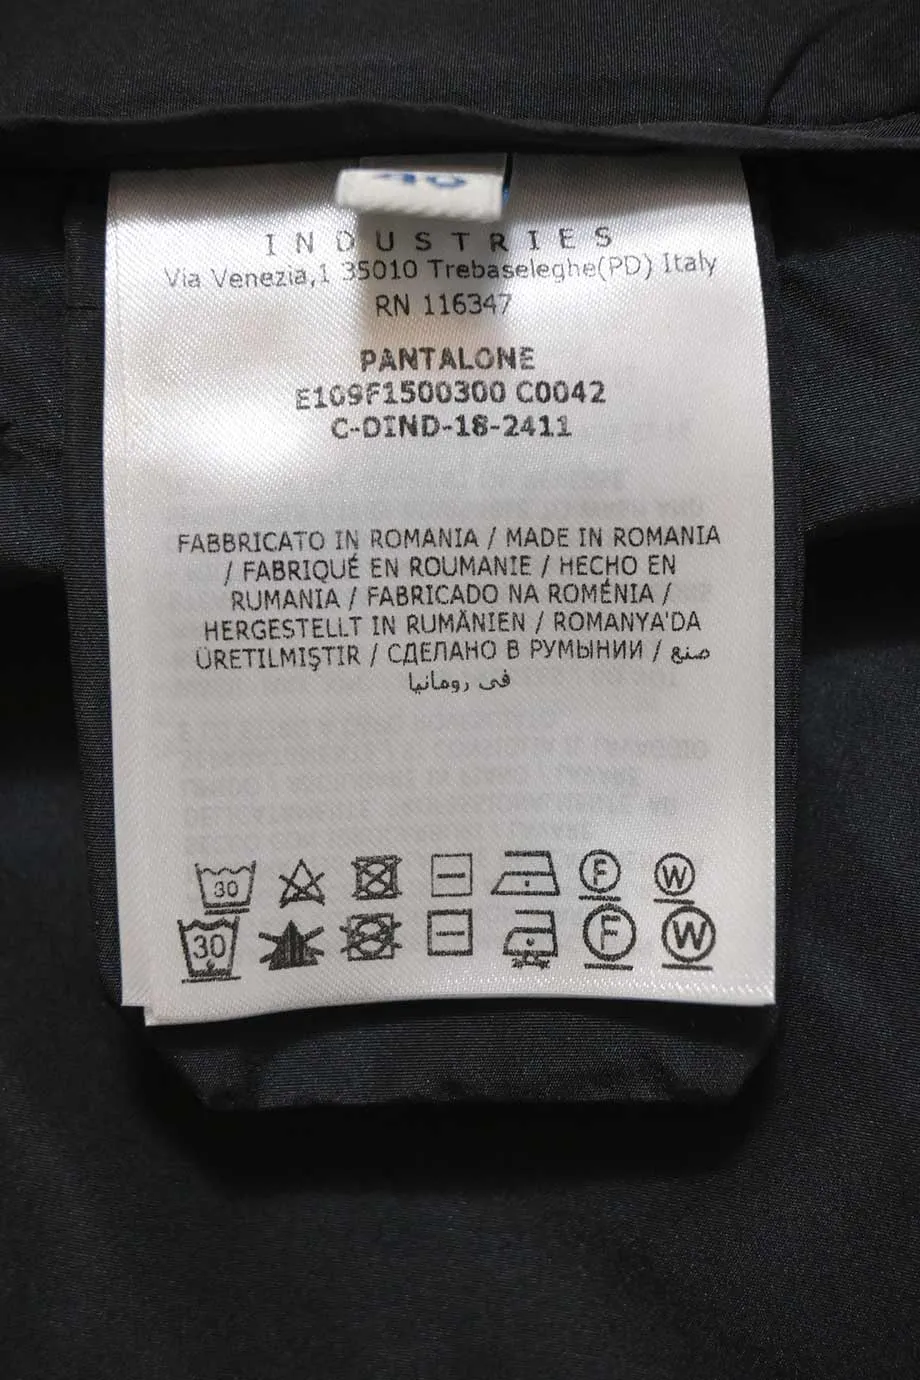 INDUSTRIES
Via Venezia,1 35010 Trebaseleghe(PD) Italy
RN 116347
PANTALONE
E109F1500300 C0042
C-DIND-18-2411
FABBRICATO IN ROMANIA / MADE IN ROMANIA
/ FABRIQUÉ EN ROUMANIE / HECHO EN
RUMANIA / FABRICADO NA ROMÉNIA /
HERGESTELLT IN RUMÄNIEN / ROMANYA'DA
ÜRETILMIŞTIR / СДЕЛАНО В РУМЫНИИ / صنع
فى رومانيا
30 F W
30 F W